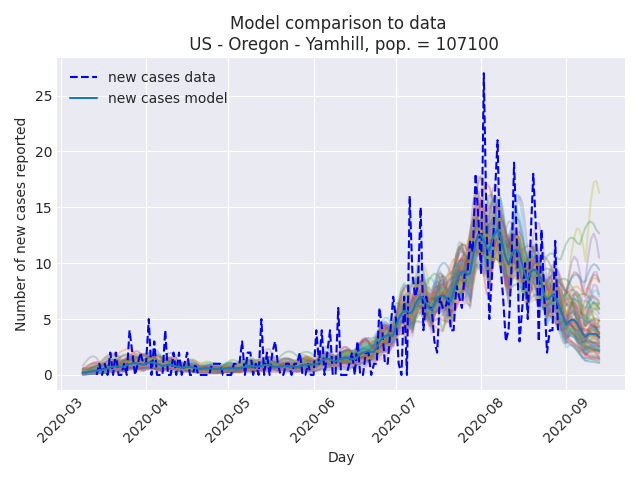 Model comparison to data
US - Oregon - Yamhill, pop. = 107100
new cases data
new cases model
Number of new cases reported
25
20
15
10
5
0
2020-03
2020-04
2020-05
2020-06
2020-07
2020-08
2020-09
Day